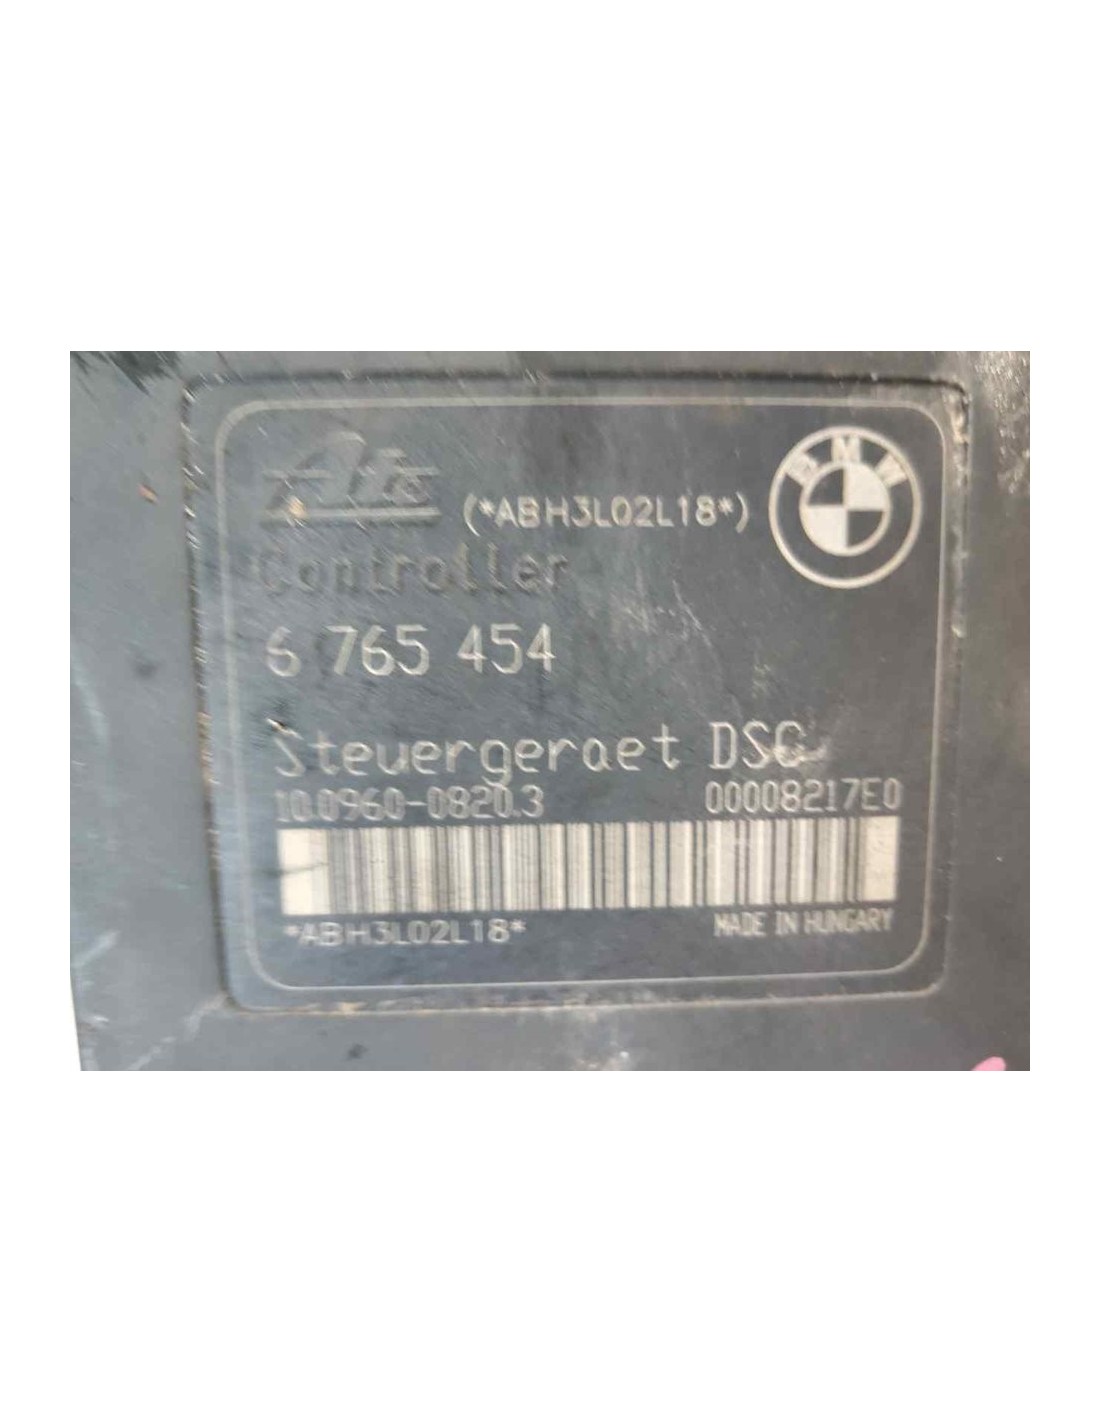 Ate (*ABH3L02L18*) BMW
Controller
6 765 454
Steuergeraet DSC
10.0960-0820.3 00008217E0
*ABH3L02L18* MADE IN HUNGARY